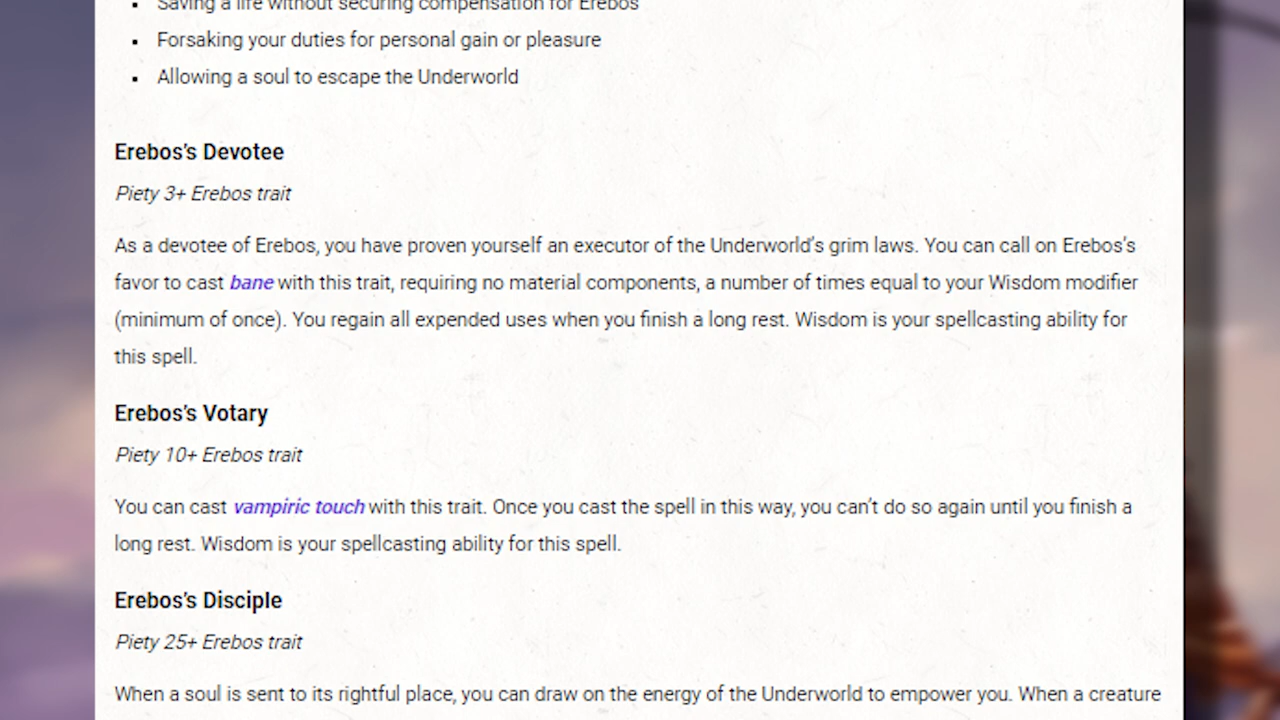 Saving a life without securing compensation for Erebos
Forsaking your duties for personal gain or pleasure
Allowing a soul to escape the Underworld
Erebos's Devotee
Piety 3+ Erebos trait
As a devotee of Erebos, you have proven yourself an executor of the Underworld's grim laws. You can call on Erebos's
favor to cast bane with this trait, requiring no material components, a number of times equal to your Wisdom modifier
(minimum of once). You regain all expended uses when you finish a long rest. Wisdom is your spellcasting ability for
this spell.
Erebos's Votary
Piety 10+ Erebos trait
You can cast vampiric touch with this trait. Once you cast the spell in this way, you can't do so again until you finish a
long rest. Wisdom is your spellcasting ability for this spell.
Erebos's Disciple
Piety 25+ Erebos trait
When a soul is sent to its rightful place, you can draw on the energy of the Underworld to empower you. When a creature